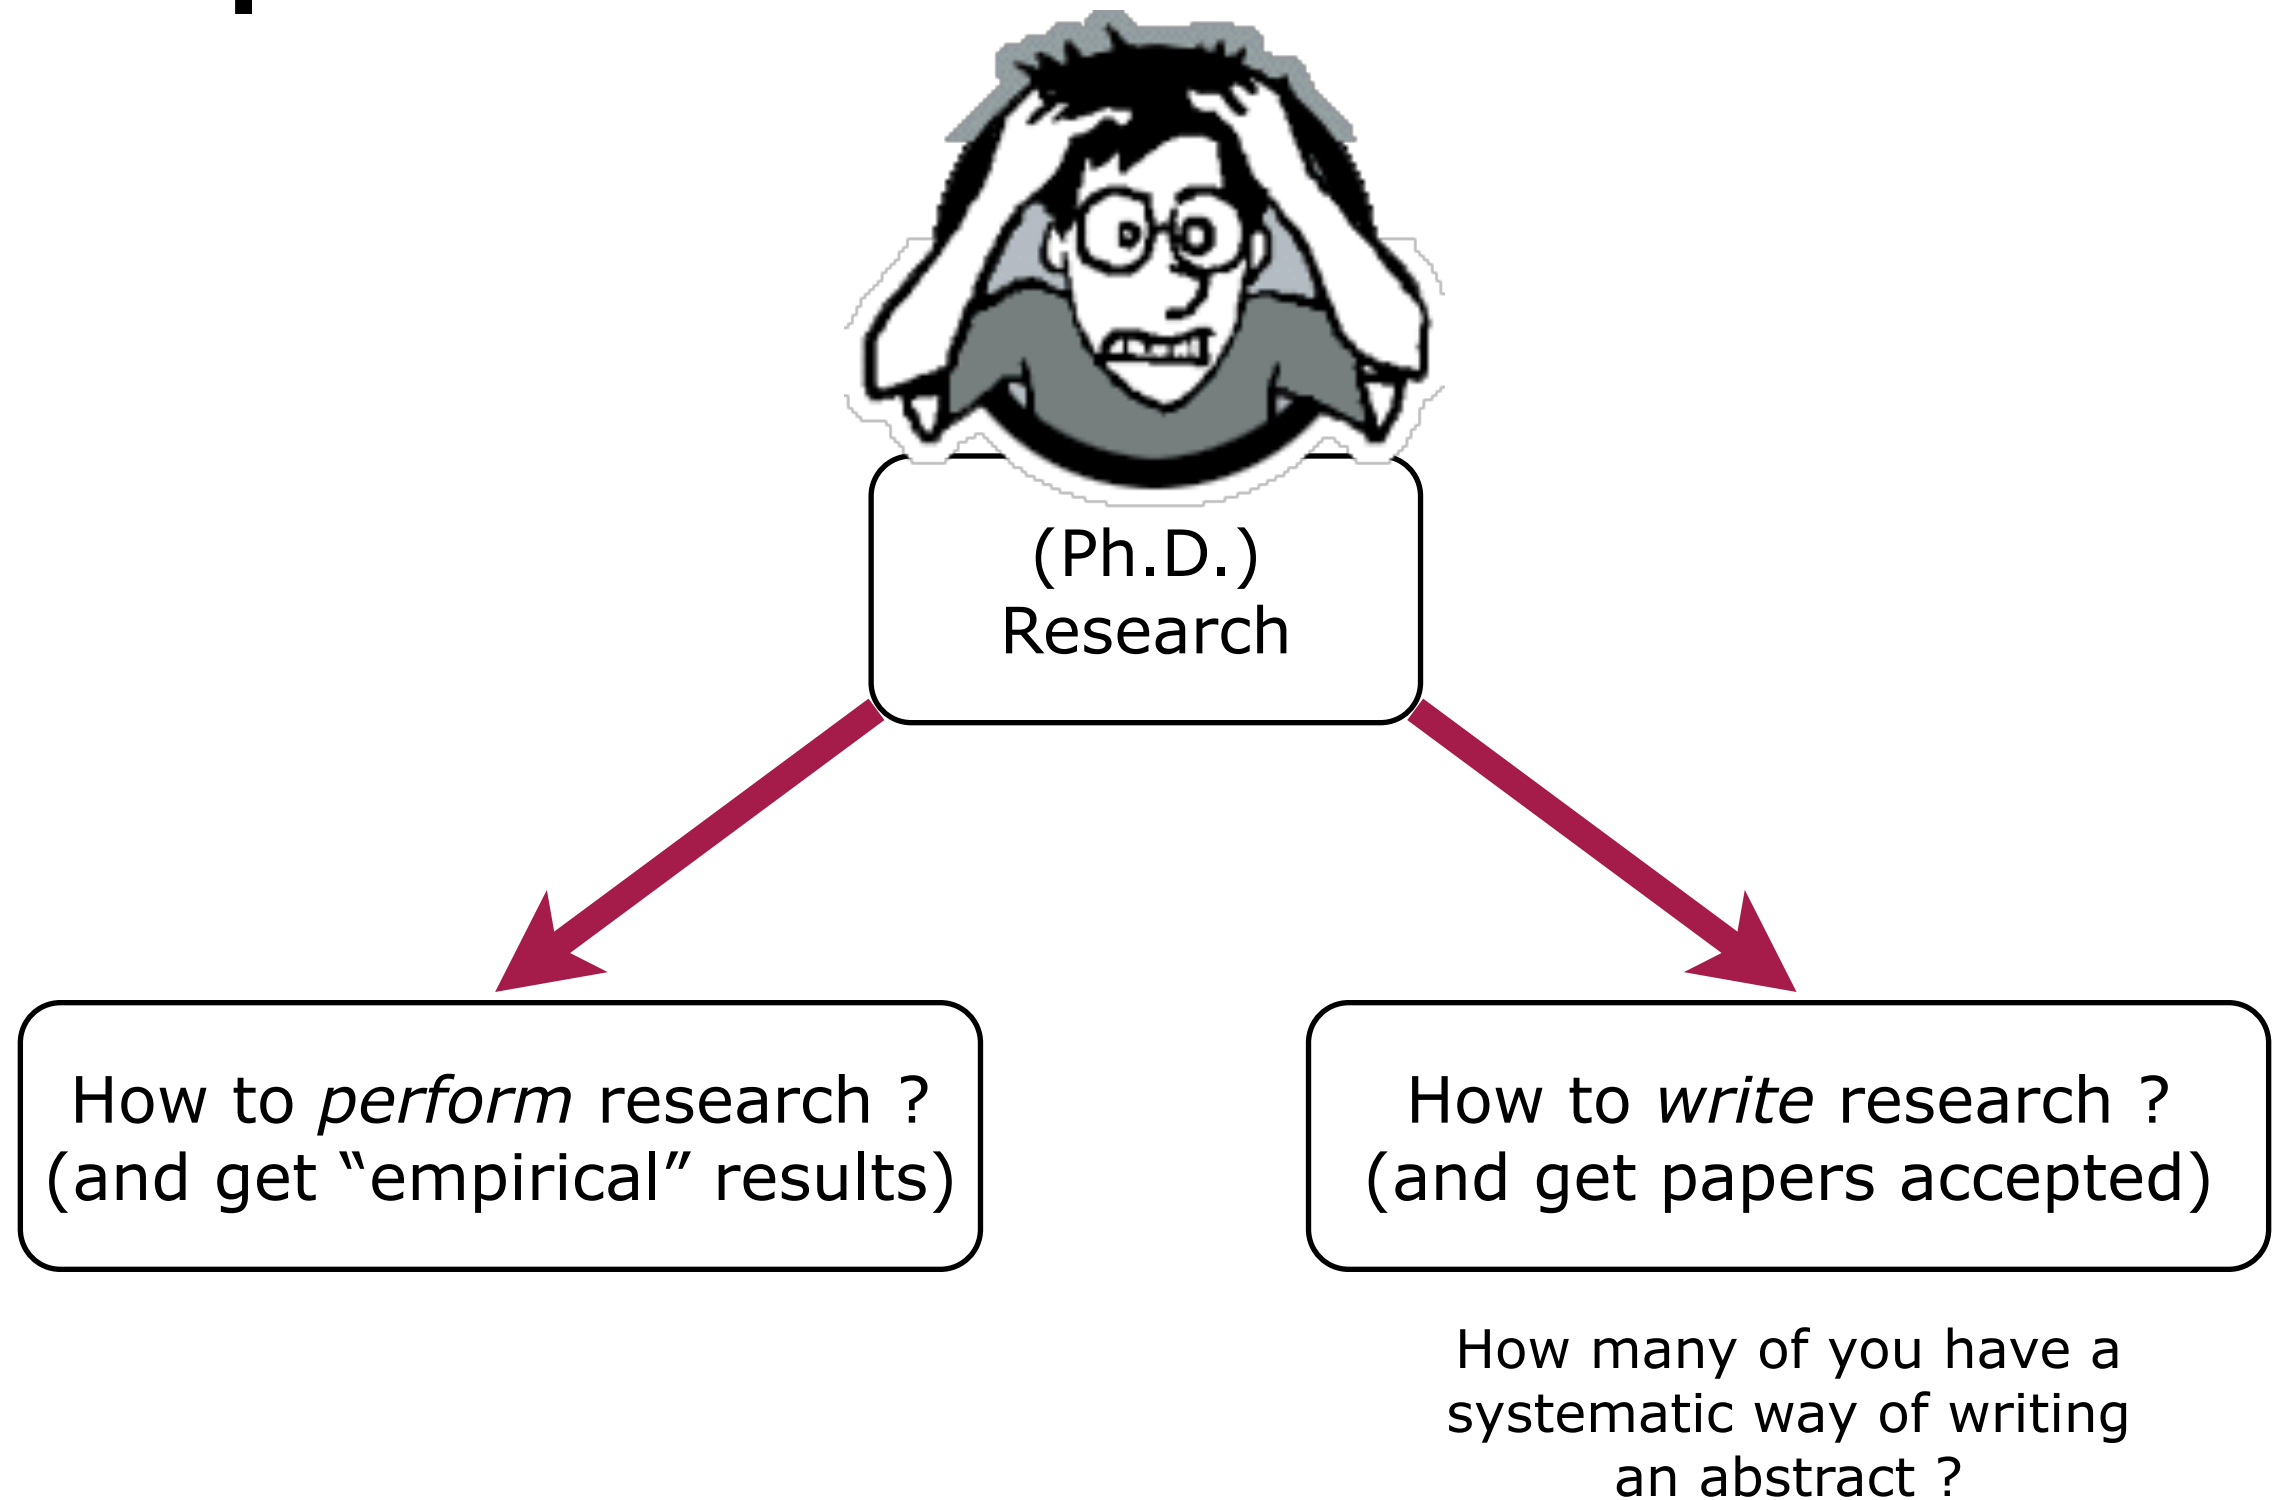 (Ph.D.)
Research
How to perform research ?
(and get “empirical” results)
How to write research ?
(and get papers accepted)
How many of you have a
systematic way of writing
an abstract ?